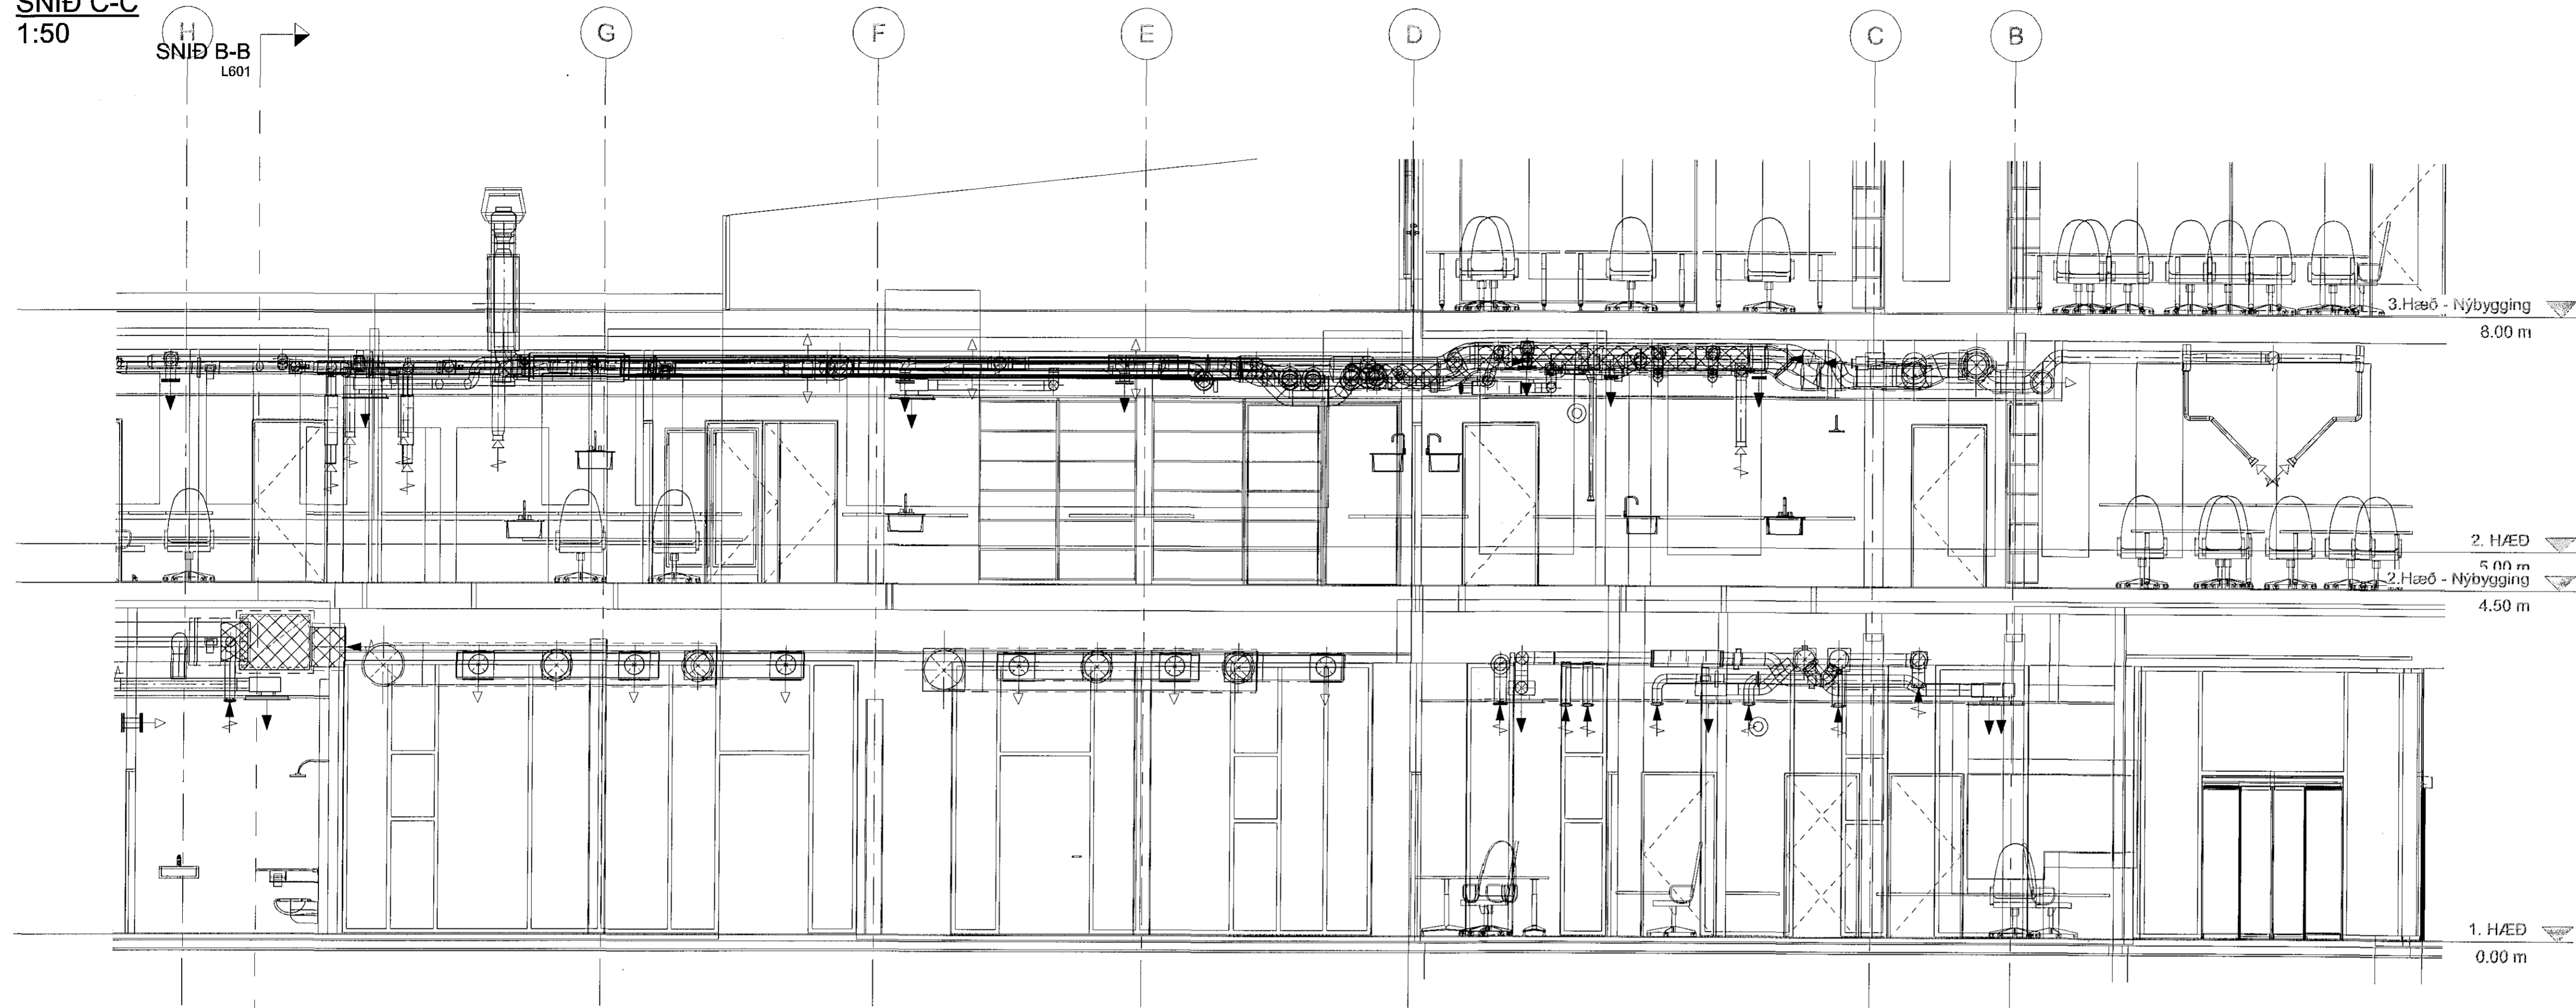 SNIÐ C-C
1:50
H
G
F
E
D
C
B
SNIÐ B-B
L601
3.Hæð - Nýbygging
8.00 m
2. HÆÐ
5.00 m
2.Hæð - Nýbygging
4.50 m
1. HÆÐ
0.00 m